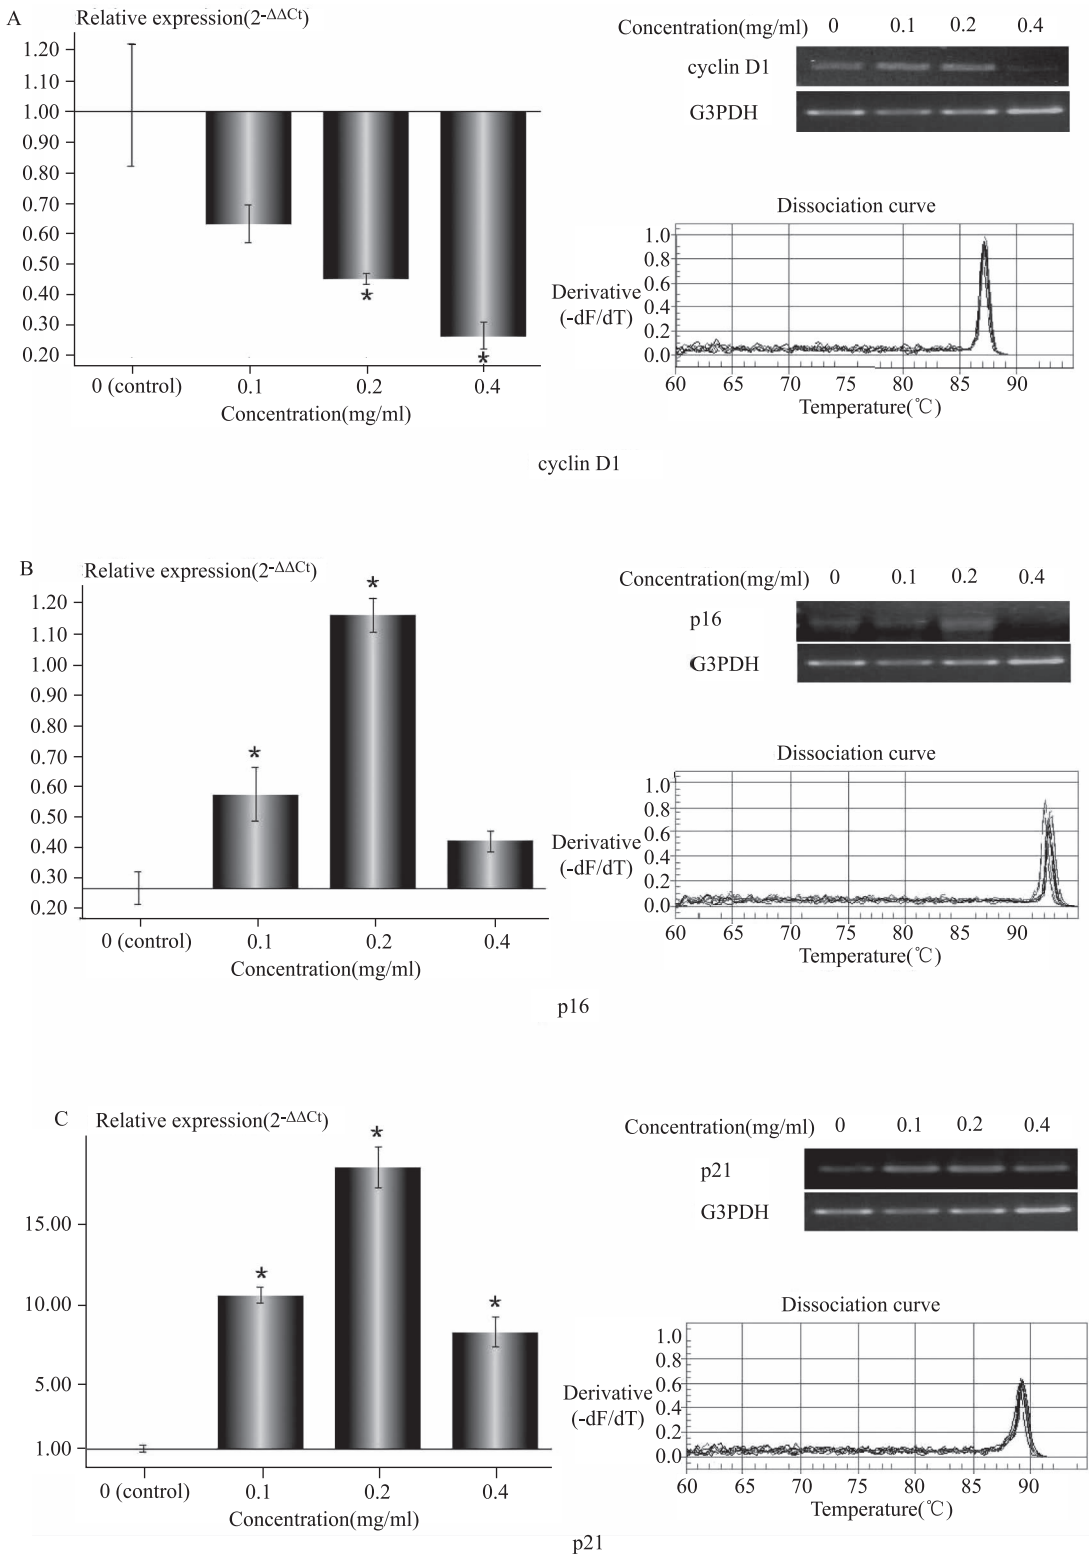 A
Relative expression(2-ΔΔCt)
1.20
1.10
1.00
0.90
0.80
0.70
0.60
0.50
0.40
0.30
0.20
*
*
0 (control) 0.1 0.2 0.4
Concentration(mg/ml)
Concentration(mg/ml) 0 0.1 0.2 0.4
cyclin D1
G3PDH
Dissociation curve
1.0
0.8
0.6
0.4
0.2
0.0
Derivative
(-dF/dT)
60 65 70 75 80 85 90
Temperature(℃)
cyclin D1
B
Relative expression(2-ΔΔCt)
1.20
1.10
1.00
0.90
0.80
0.70
0.60
0.50
0.40
0.30
0.20
*
*
0 (control) 0.1 0.2 0.4
Concentration(mg/ml)
Concentration(mg/ml) 0 0.1 0.2 0.4
p16
G3PDH
Dissociation curve
1.0
0.8
0.6
0.4
0.2
0.0
Derivative
(-dF/dT)
60 65 70 75 80 85 90
Temperature(℃)
p16
C
Relative expression(2-ΔΔCt)
15.00
10.00
5.00
1.00
*
*
*
0 (control) 0.1 0.2 0.4
Concentration(mg/ml)
Concentration(mg/ml) 0 0.1 0.2 0.4
p21
G3PDH
Dissociation curve
1.0
0.8
0.6
0.4
0.2
0.0
Derivative
(-dF/dT)
60 65 70 75 80 85 90
Temperature(℃)
p21